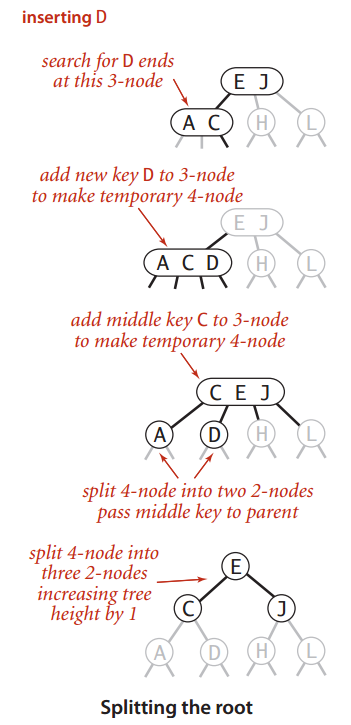 inserting D
search for D ends
at this 3-node
E J
A C H L
add new key D to 3-node
to make temporary 4-node
E J
A C D H L
add middle key C to 3-node
to make temporary 4-node
C E J
A D H L
split 4-node into two 2-nodes
pass middle key to parent
split 4-node into
three 2-nodes
increasing tree
height by 1
E
C J
A D H L
Splitting the root